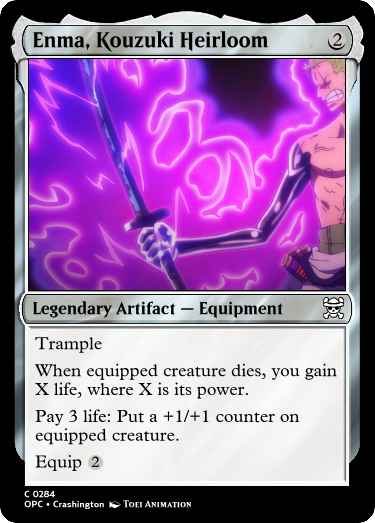 Enma, Kouzuki Heirloom 2
Legendary Artifact — Equipment
Trample
When equipped creature dies, you gain
X life, where X is its power.
Pay 3 life: Put a +1/+1 counter on
equipped creature.
Equip 2
C 0284
OPC • Crashington Toei Animation